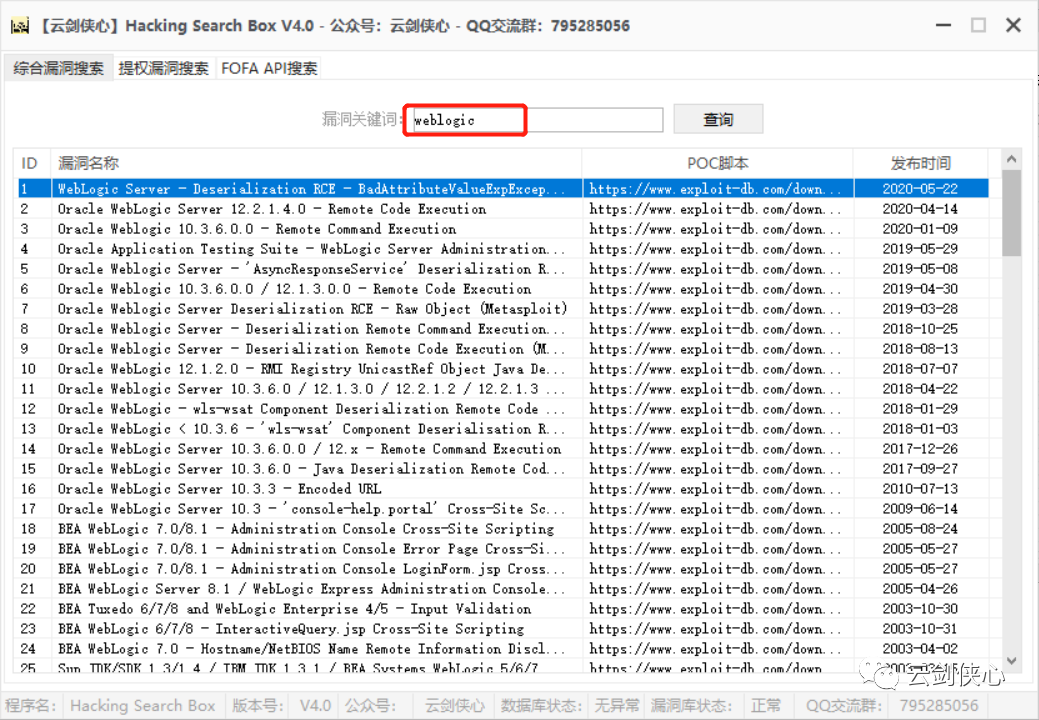 【云剑侠心】Hacking Search Box V4.0 - 公众号：云剑侠心 - QQ交流群：795285056
综合漏洞搜索 提权漏洞搜索 FOFA API搜索
漏洞关键词: weblogic 查询
ID 漏洞名称 POC脚本 发布时间
1 WebLogic Server - Deserialization RCE - BadAttributeValueExpExcep... https://www.exploit-db.com/down... 2020-05-22
2 Oracle WebLogic Server 12.2.1.4.0 - Remote Code Execution https://www.exploit-db.com/down... 2020-04-14
3 Oracle Weblogic 10.3.6.0.0 - Remote Command Execution https://www.exploit-db.com/down... 2020-01-09
4 Oracle Application Testing Suite - WebLogic Server Administration... https://www.exploit-db.com/down... 2019-05-29
5 Oracle Weblogic Server - 'AsyncResponseService' Deserialization R... https://www.exploit-db.com/down... 2019-05-08
6 Oracle Weblogic 10.3.6.0.0 / 12.1.3.0.0 - Remote Code Execution https://www.exploit-db.com/down... 2019-04-30
7 Oracle Weblogic Server Deserialization RCE - Raw Object (Metasploit) https://www.exploit-db.com/down... 2019-03-28
8 Oracle Weblogic Server - Deserialization Remote Command Execution... https://www.exploit-db.com/down... 2018-10-25
9 Oracle Weblogic Server - Deserialization Remote Code Execution (M... https://www.exploit-db.com/down... 2018-08-13
10 Oracle WebLogic 12.1.2.0 - RMI Registry UnicastRef Object Java De... https://www.exploit-db.com/down... 2018-07-07
11 Oracle Weblogic Server 10.3.6.0 / 12.1.3.0 / 12.2.1.2 / 12.2.1.3 ... https://www.exploit-db.com/down... 2018-04-22
12 Oracle WebLogic - wls-wsat Component Deserialization Remote Code ... https://www.exploit-db.com/down... 2018-01-29
13 Oracle WebLogic < 10.3.6 - 'wls-wsat' Component Deserialisation R... https://www.exploit-db.com/down... 2018-01-03
14 Oracle WebLogic Server 10.3.6.0.0 / 12.x - Remote Command Execution https://www.exploit-db.com/down... 2017-12-26
15 Oracle WebLogic Server 10.3.6.0 - Java Deserialization Remote Cod... https://www.exploit-db.com/down... 2017-09-27
16 Oracle WebLogic Server 10.3.3 - Encoded URL https://www.exploit-db.com/down... 2010-07-13
17 Oracle WebLogic Server 10.3 - 'console-help.portal' Cross-Site Sc... https://www.exploit-db.com/down... 2009-06-14
18 BEA WebLogic 7.0/8.1 - Administration Console Cross-Site Scripting https://www.exploit-db.com/down... 2005-08-24
19 BEA WebLogic 7.0/8.1 - Administration Console Error Page Cross-Si... https://www.exploit-db.com/down... 2005-05-27
20 BEA WebLogic 7.0/8.1 - Administration Console LoginForm.jsp Cross... https://www.exploit-db.com/down... 2005-05-27
21 BEA WebLogic Server 8.1 / WebLogic Express Administration Console... https://www.exploit-db.com/down... 2005-04-26
22 BEA Tuxedo 6/7/8 and WebLogic Enterprise 4/5 - Input Validation https://www.exploit-db.com/down... 2003-10-30
23 BEA WebLogic 6/7/8 - InteractiveQuery.jsp Cross-Site Scripting https://www.exploit-db.com/down... 2003-10-31
24 BEA WebLogic 7.0 - Hostname/NetBIOS Name Remote Information Discl... https://www.exploit-db.com/down... 2003-04-02
25 Sun JDK/SDK 1.3/1.4 / IBM JDK 1.3.1 / BEA Systems WebLogic 5/6/7 https://www.exploit-db.com/down...
云剑侠心
程序名: Hacking Search Box 版本号: V4.0 公众号: 云剑侠心 数据库状态: 无异常 漏洞库状态: 正常 QQ交流群: 795285056